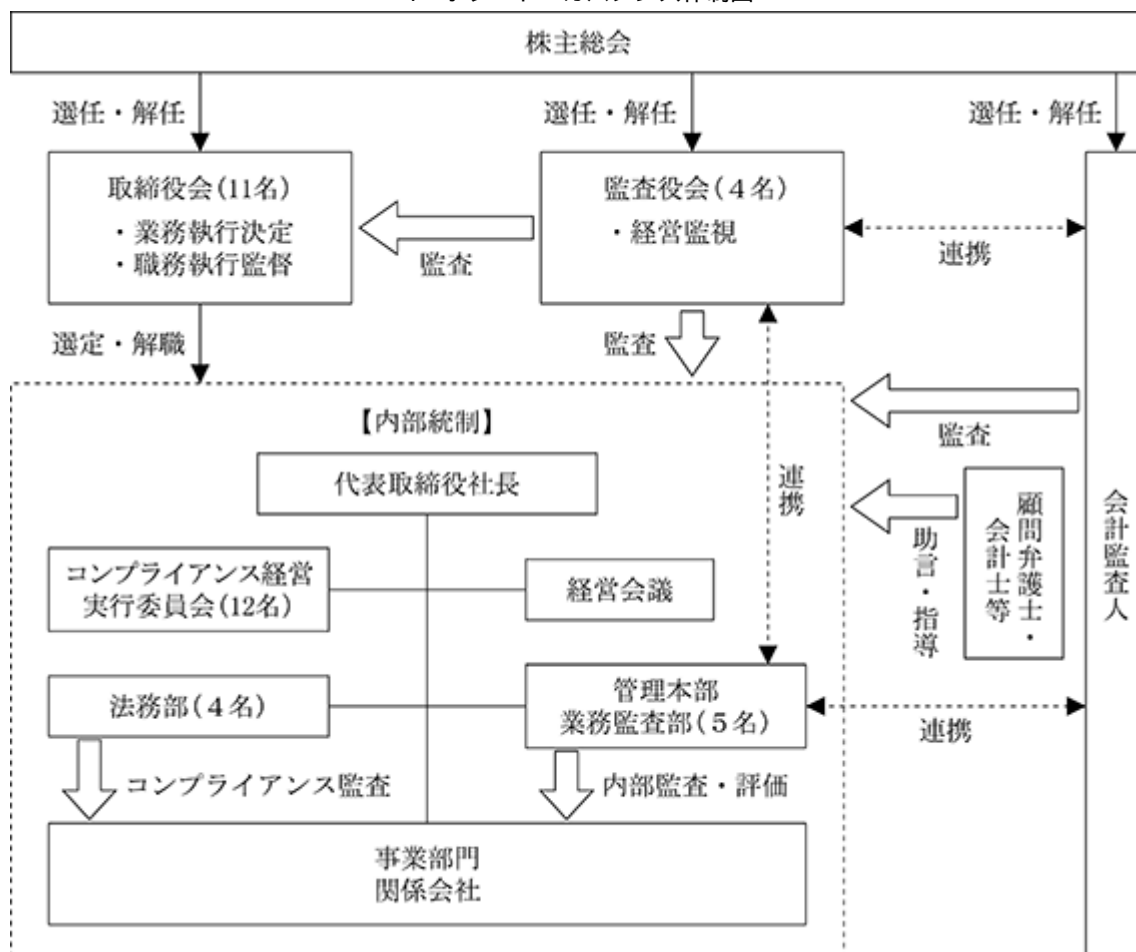 株主総会
選任・解任
選任・解任
選任・解任
取締役会(11名)
・業務執行決定
・職務執行監督
監査
監査役会(4名)
・経営監視
連携
選定・解職
監査
【内部統制】
代表取締役社長
連携
監査
助言・指導
顧問弁護士・
会計士等
会計監査人
コンプライアンス経営
実行委員会(12名)
経営会議
法務部(4名)
管理本部
業務監査部(5名)
連携
コンプライアンス監査
内部監査・評価
事業部門
関係会社